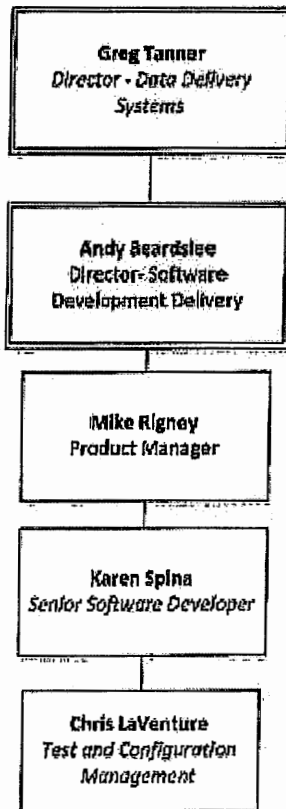 Greg Tanner
Director - Data Delivery
Systems
Andy Beardslee
Director- Software
Development Delivery
Mike Rigney
Product Manager
Karen Spina
Senior Software Developer
Chris LaVenture
Test and Configuration
Management